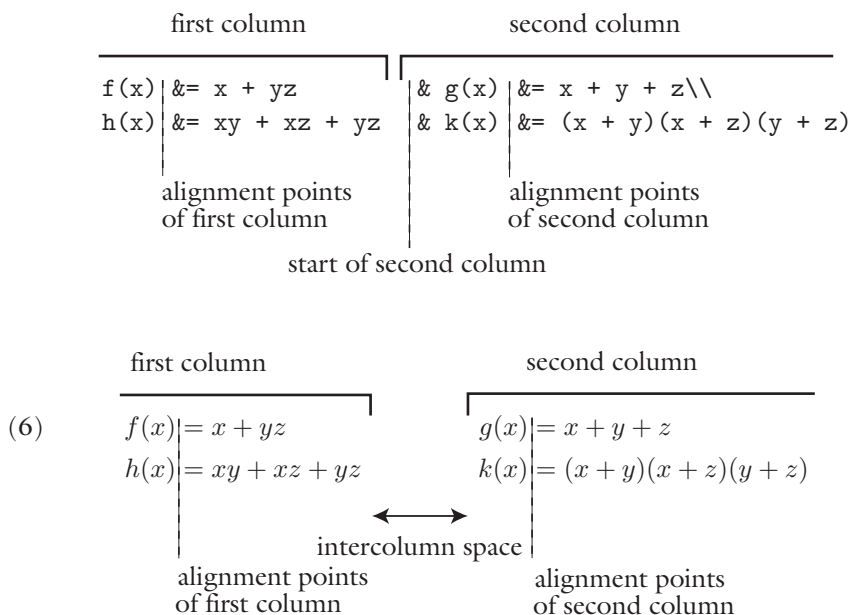 first column second column
f(x) &= x + yz & g(x) &= x + y + z\\
h(x) &= xy + xz + yz & k(x) &= (x + y)(x + z)(y + z)
alignment points alignment points
of first column of second column
start of second column
first column second column
(6) f(x) = x + yz g(x) = x + y + z
h(x) = xy + xz + yz k(x) = (x + y)(x + z)(y + z)
intercolumn space
alignment points alignment points
of first column of second column